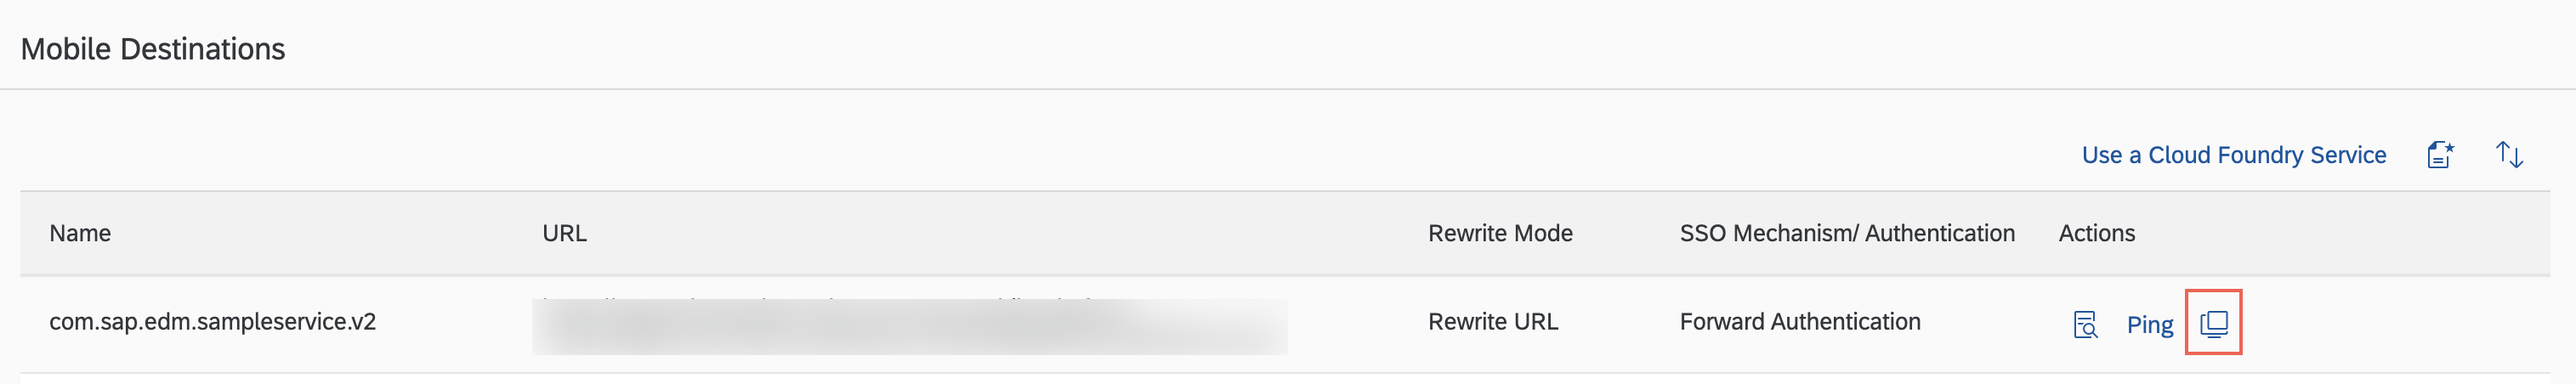 Mobile Destinations
Use a Cloud Foundry Service
Name URL Rewrite Mode SSO Mechanism/ Authentication Actions
com.sap.edm.sampleservice.v2 Rewrite URL Forward Authentication Ping